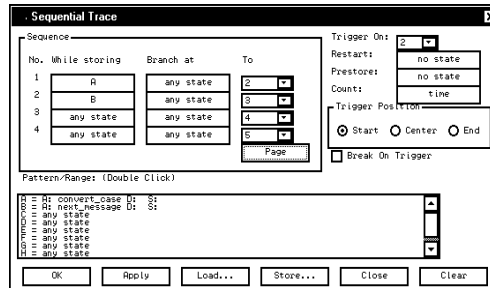 . Sequential Trace
Sequence
No. While storing Branch at To
1 A any state 2
2 B any state 3
3 any state any state 4
4 any state any state 5
Page
Trigger On: 2
Restart: no state
Prestore: no state
Count: time
Trigger Position
Start Center End
Break On Trigger
Pattern/Range: (Double Click)
A = A: convert_case D: S:
B = A: next_message D: S:
C = any state
D = any state
E = any state
F = any state
G = any state
H = any state
OK Apply Load... Store... Close Clear